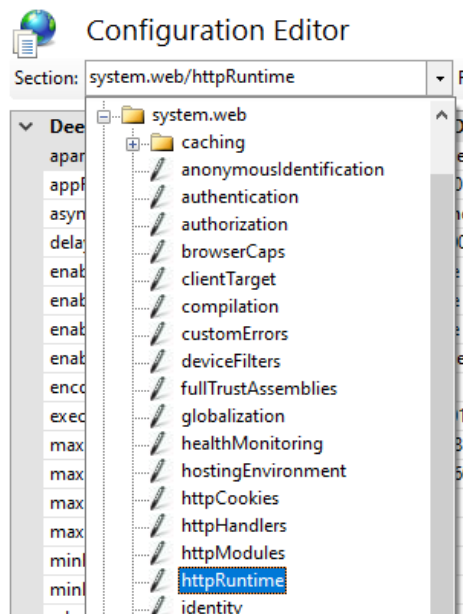 Configuration Editor
Section: system.web/httpRuntime
system.web
caching
anonymousIdentification
authentication
authorization
browserCaps
clientTarget
compilation
customErrors
deviceFilters
fullTrustAssemblies
globalization
healthMonitoring
hostingEnvironment
httpCookies
httpHandlers
httpModules
httpRuntime
identity